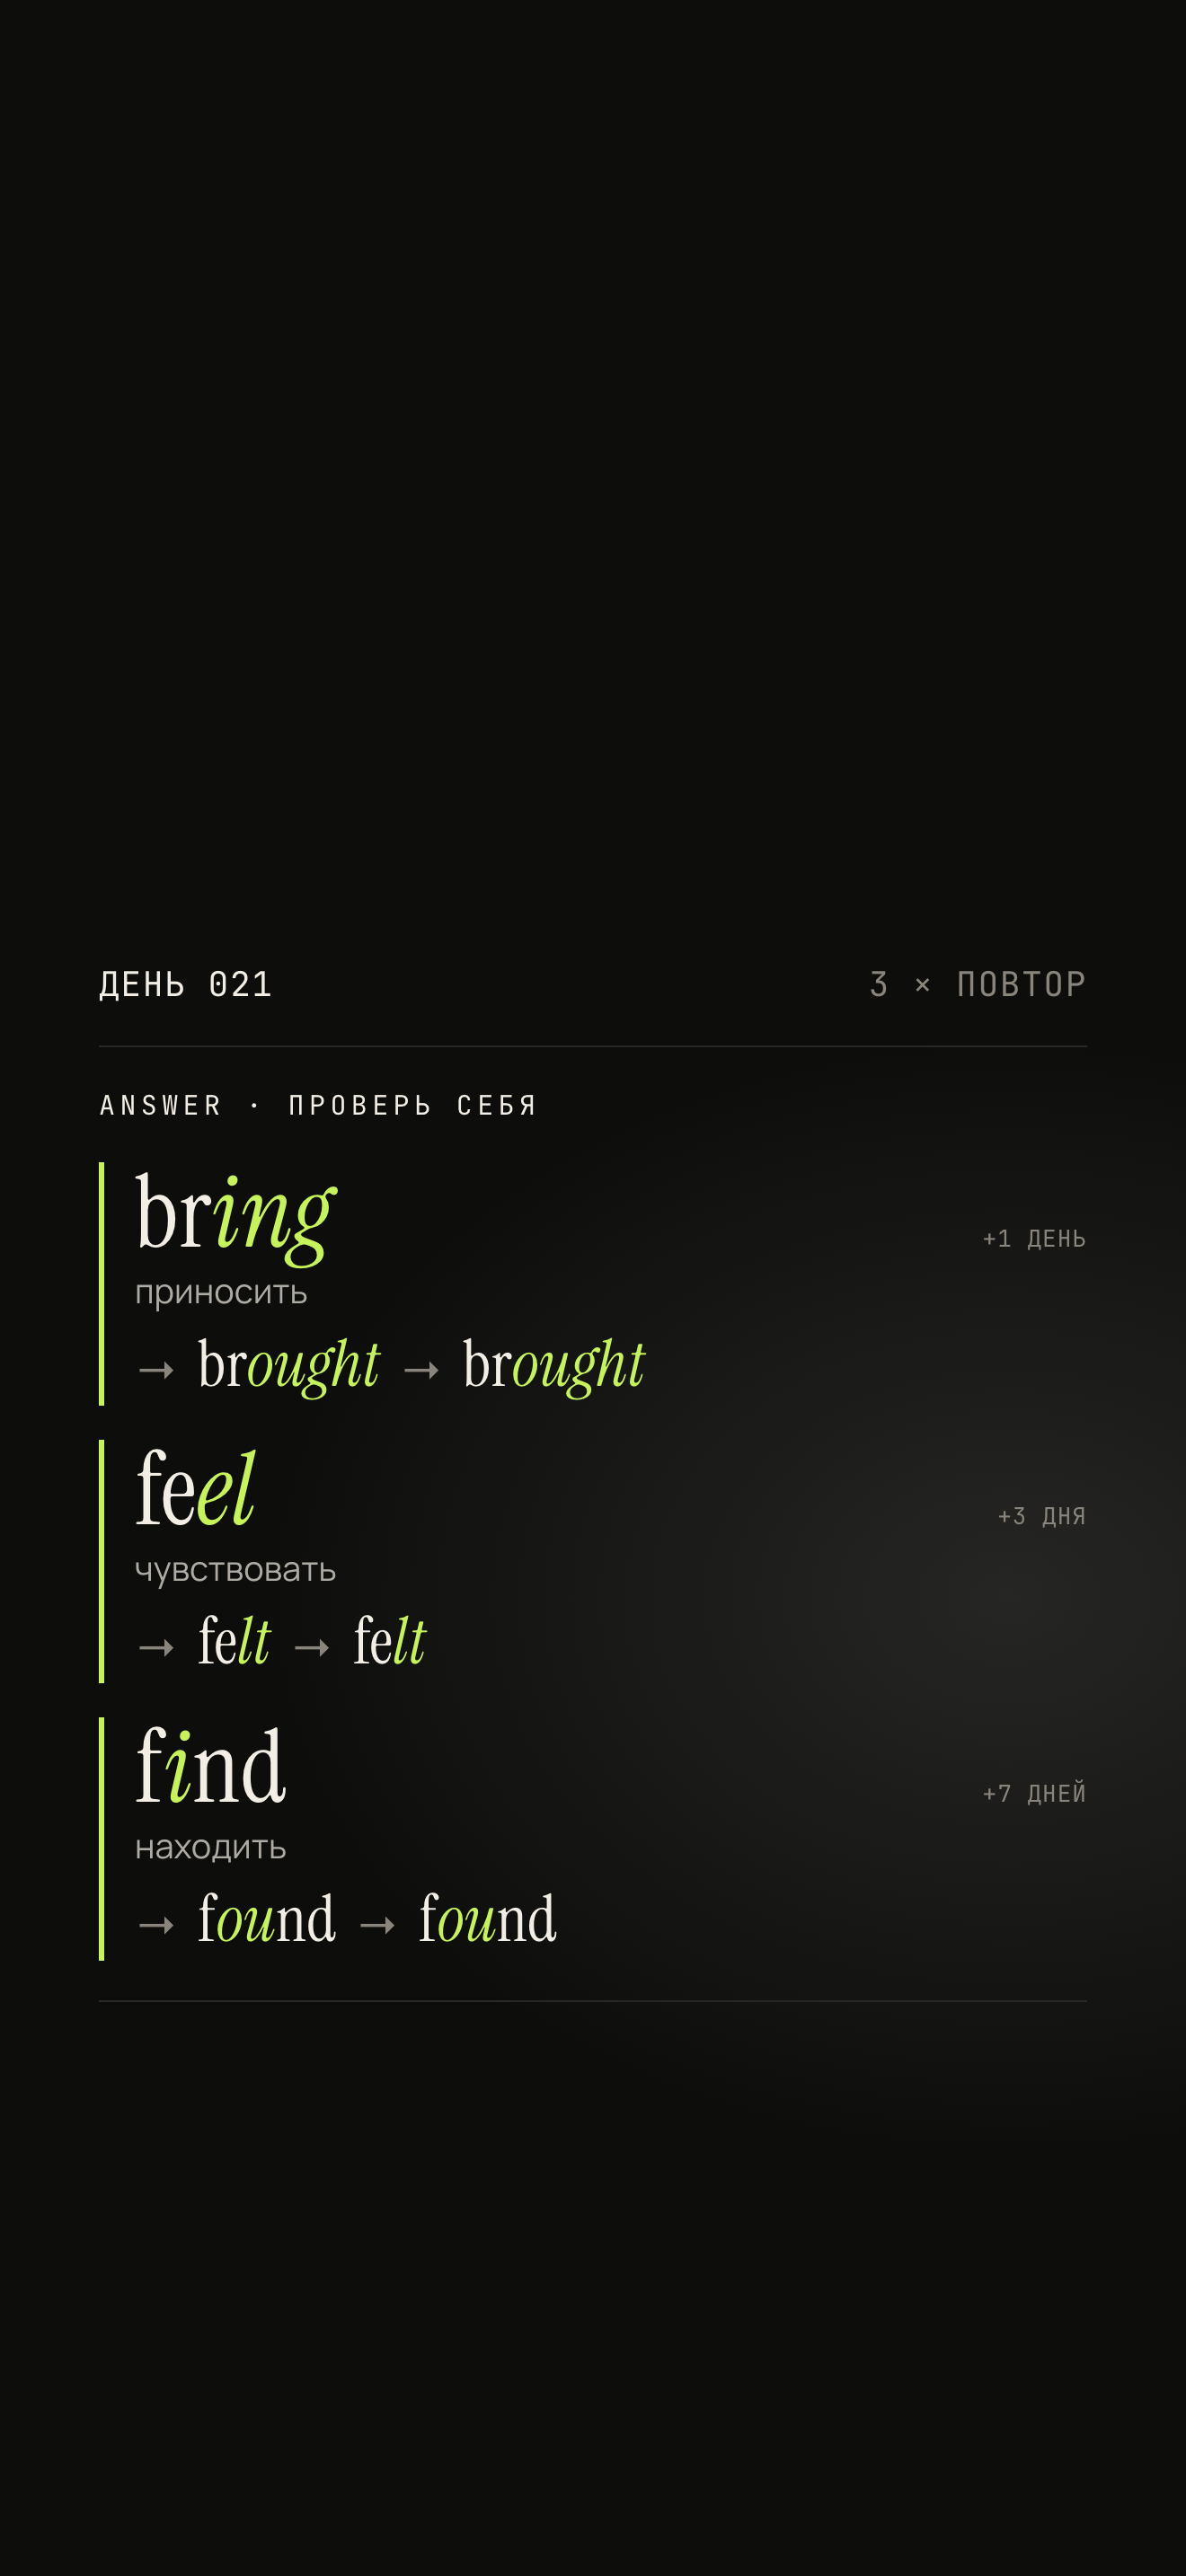 ДЕНЬ 021
3 × ПОВТОР
ANSWER · ПРОВЕРЬ СЕБЯ
bring
+1 ДЕНЬ
приносить
→ brought → brought
feel
+3 ДНЯ
чувствовать
→ felt → felt
find
+7 ДНЕЙ
находить
→ found → found